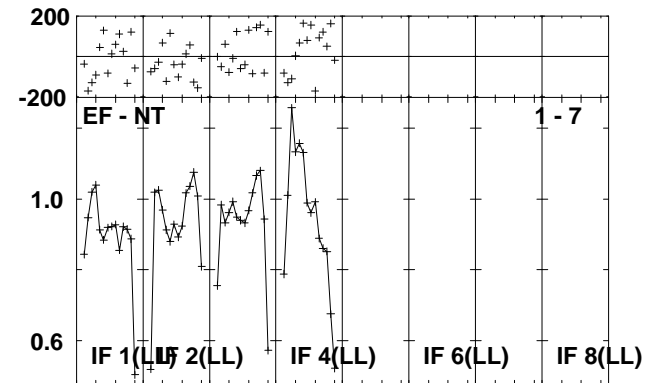 200
-200
EF - NT 1 - 7
1.0
0.6
IF 1(LL) IF 2(LL) IF 4(LL) IF 6(LL) IF 8(LL)